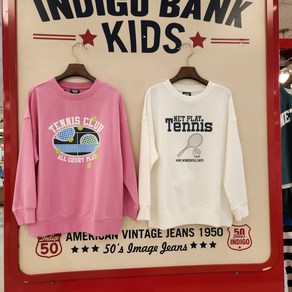 INDIGO BANK
KIDS
TENNIS CLUB
ALL COURT PLAY
NET PLAY
Tennis
AMERICAN VINTAGE JEANS 1950
50's Image Jeans
50
50
INDIGO